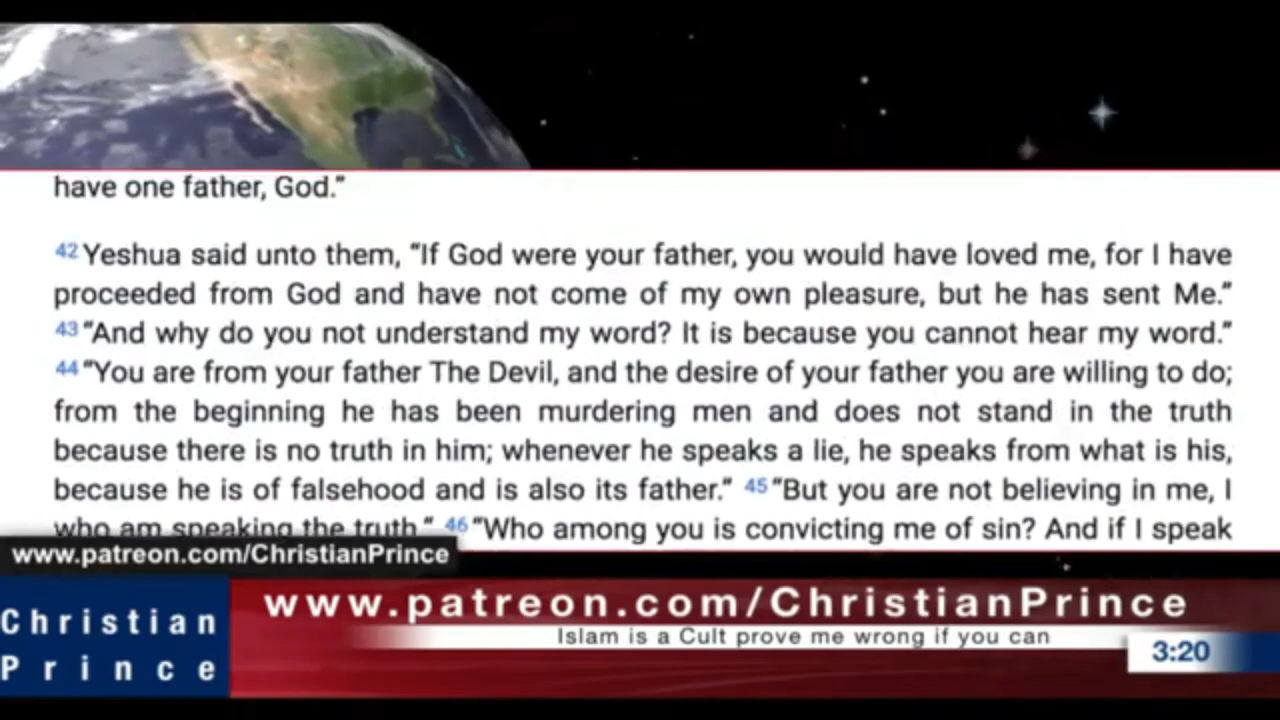 have one father, God.”
42 Yeshua said unto them, “If God were your father, you would have loved me, for I have
proceeded from God and have not come of my own pleasure, but he has sent Me.”
43 “And why do you not understand my word? It is because you cannot hear my word.”
44 “You are from your father The Devil, and the desire of your father you are willing to do;
from the beginning he has been murdering men and does not stand in the truth
because there is no truth in him; whenever he speaks a lie, he speaks from what is his,
because he is of falsehood and is also its father.” 45 “But you are not believing in me, I
who am speaking the truth.“ 46 “Who among you is convicting me of sin? And if I speak
www.patreon.com/ChristianPrince
Christian
Prince
www.patreon.com/ChristianPrince
Islam is a Cult prove me wrong if you can
3:20